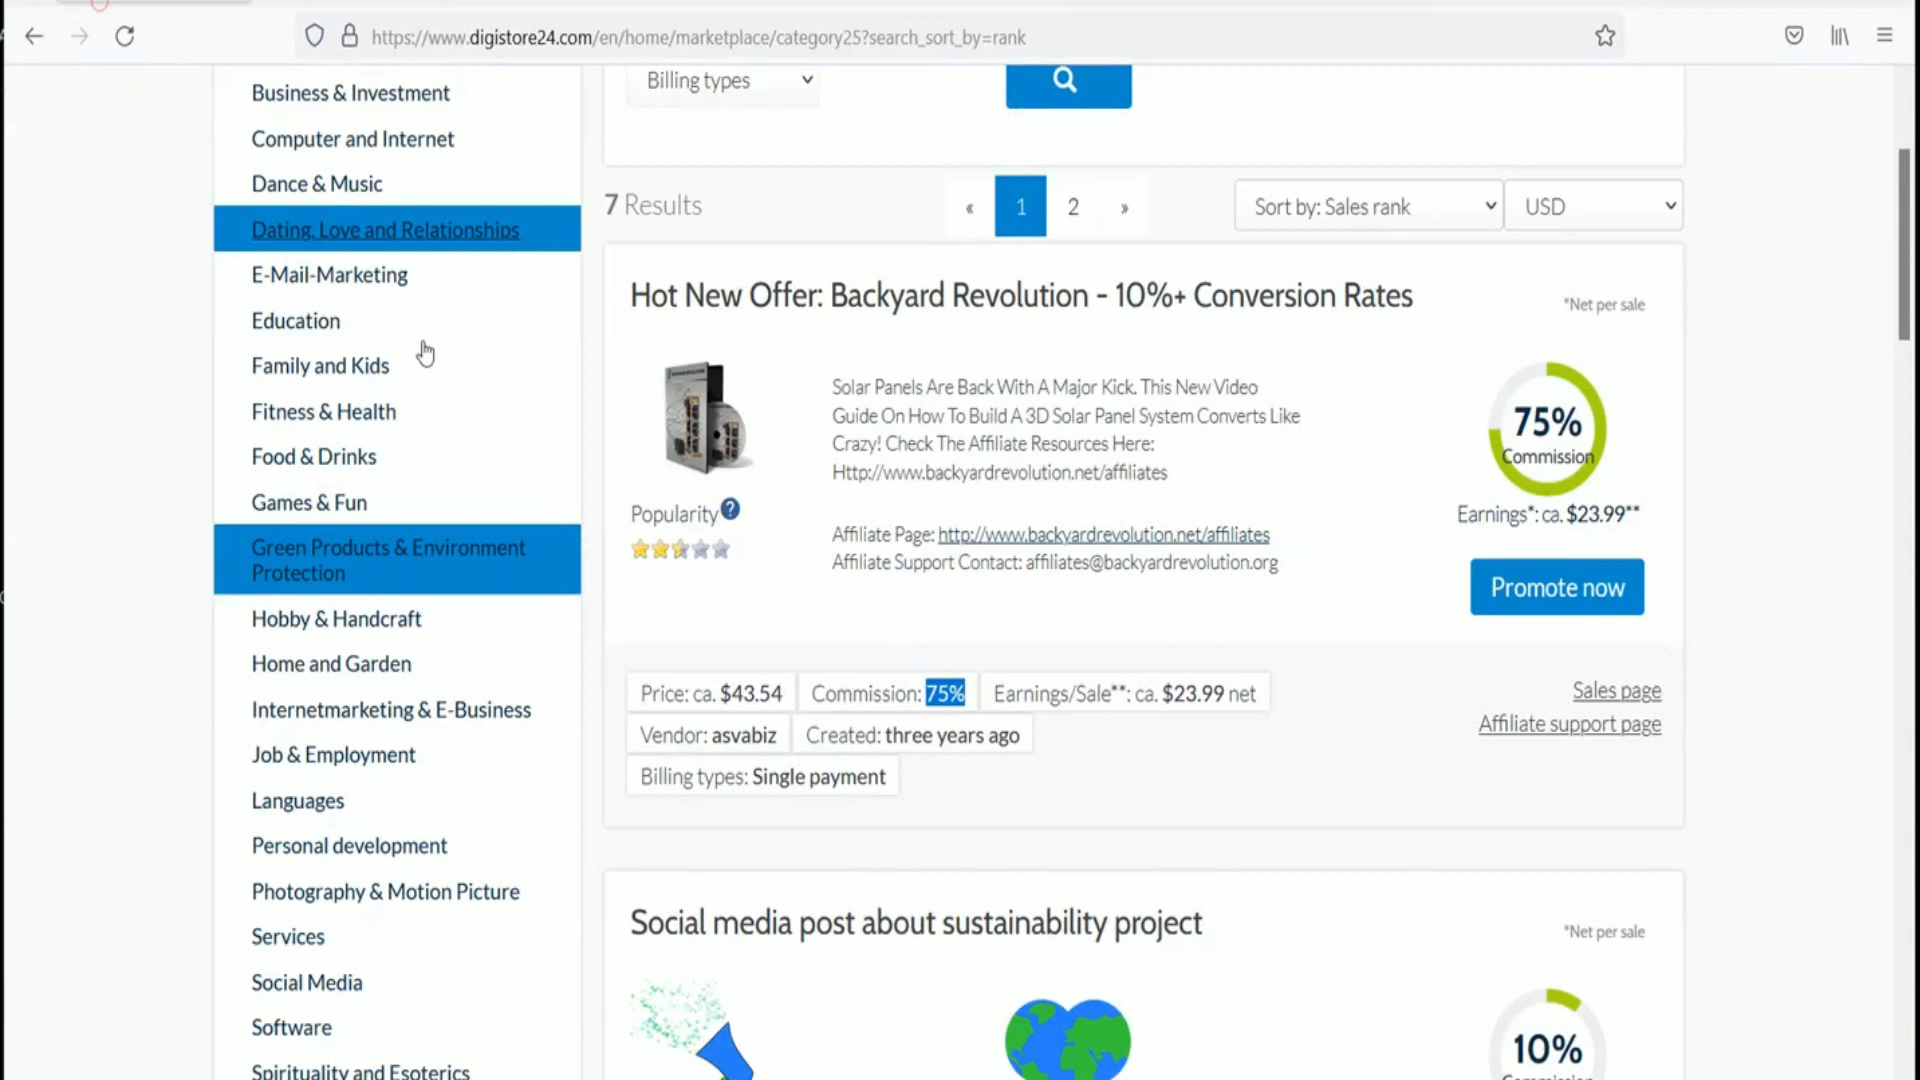 https://www.digistore24.com/en/home/marketplace/category25?search_sort_by=rank
Business & Investment
Computer and Internet
Dance & Music
Dating, Love and Relationships
E-Mail-Marketing
Education
Family and Kids
Fitness & Health
Food & Drinks
Games & Fun
Green Products & Environment
Protection
Hobby & Handcraft
Home and Garden
Internetmarketing & E-Business
Job & Employment
Languages
Personal development
Photography & Motion Picture
Services
Social Media
Software
Spirituality and Esoterics
Billing types
7 Results
« 1 2 »
Sort by: Sales rank
USD
Hot New Offer: Backyard Revolution - 10%+ Conversion Rates
*Net per sale
Solar Panels Are Back With A Major Kick. This New Video
Guide On How To Build A 3D Solar Panel System Converts Like
Crazy! Check The Affiliate Resources Here:
Http://www.backyardrevolution.net/affiliates
Affiliate Page: http://www.backyardrevolution.net/affiliates
Affiliate Support Contact: affiliates@backyardrevolution.org
Popularity ?
75%
Commission
Earnings*: ca. $23.99**
Promote now
Price: ca. $43.54
Commission: 75%
Earnings/Sale**: ca. $23.99 net
Vendor: asvabiz
Created: three years ago
Billing types: Single payment
Sales page
Affiliate support page
Social media post about sustainability project
*Net per sale
10%
Commission